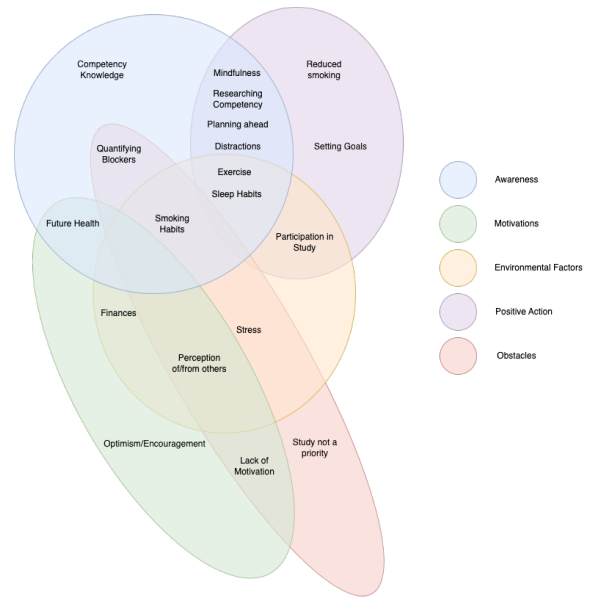 Competency
Knowledge
Reduced
smoking
Mindfulness
Researching
Competency
Planning ahead
Distractions
Setting Goals
Quantifying
Blockers
Exercise
Sleep Habits
Future Health
Smoking
Habits
Participation in
Study
Finances
Stress
Perception
of/from others
Optimism/Encouragement
Study not a
priority
Lack of
Motivation
Awareness
Motivations
Environmental Factors
Positive Action
Obstacles